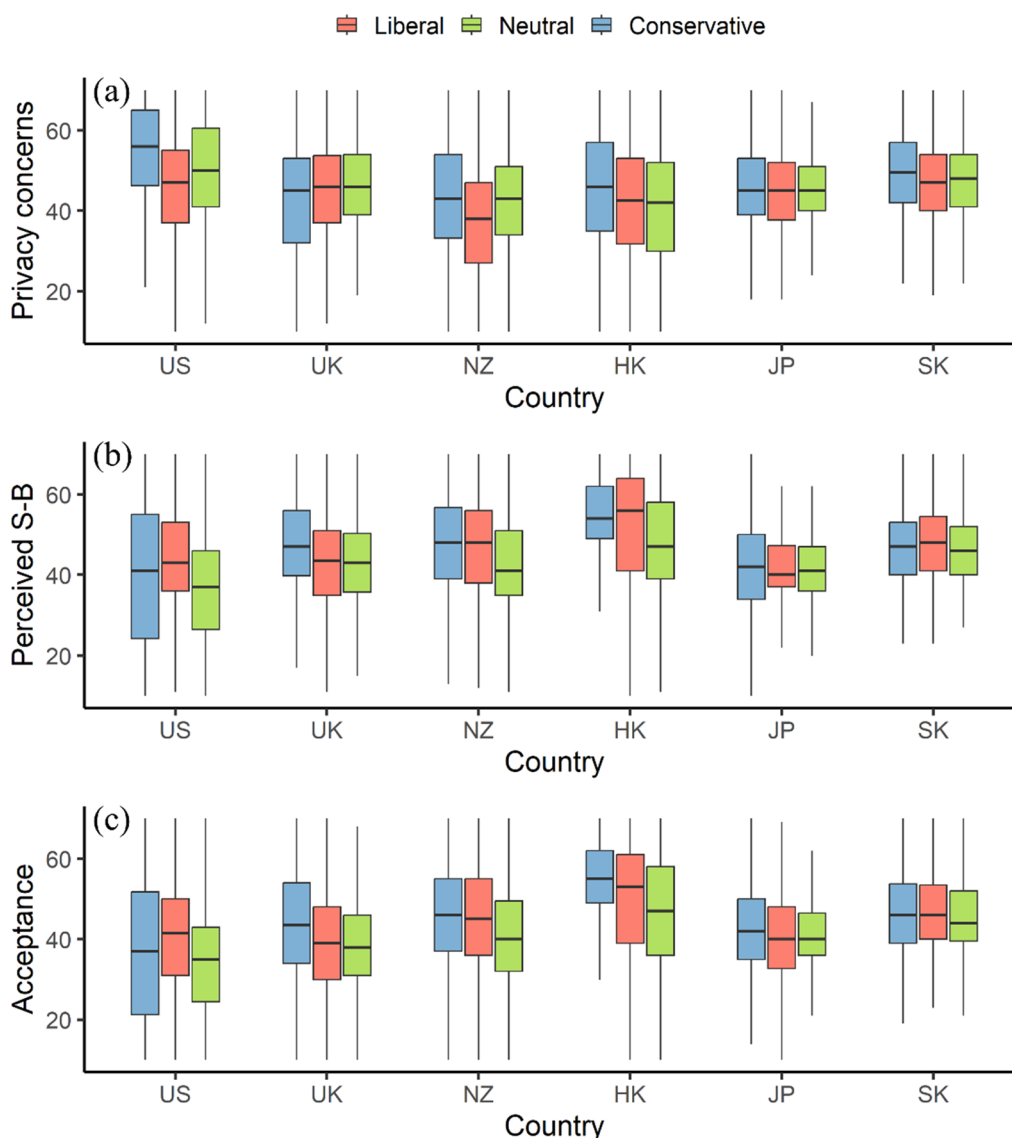 Liberal Neutral Conservative
(a)
Privacy concerns
60
40
20
US UK NZ HK JP SK
Country
(b)
Perceived S-B
60
40
20
US UK NZ HK JP SK
Country
(c)
Acceptance
60
40
20
US UK NZ HK JP SK
Country